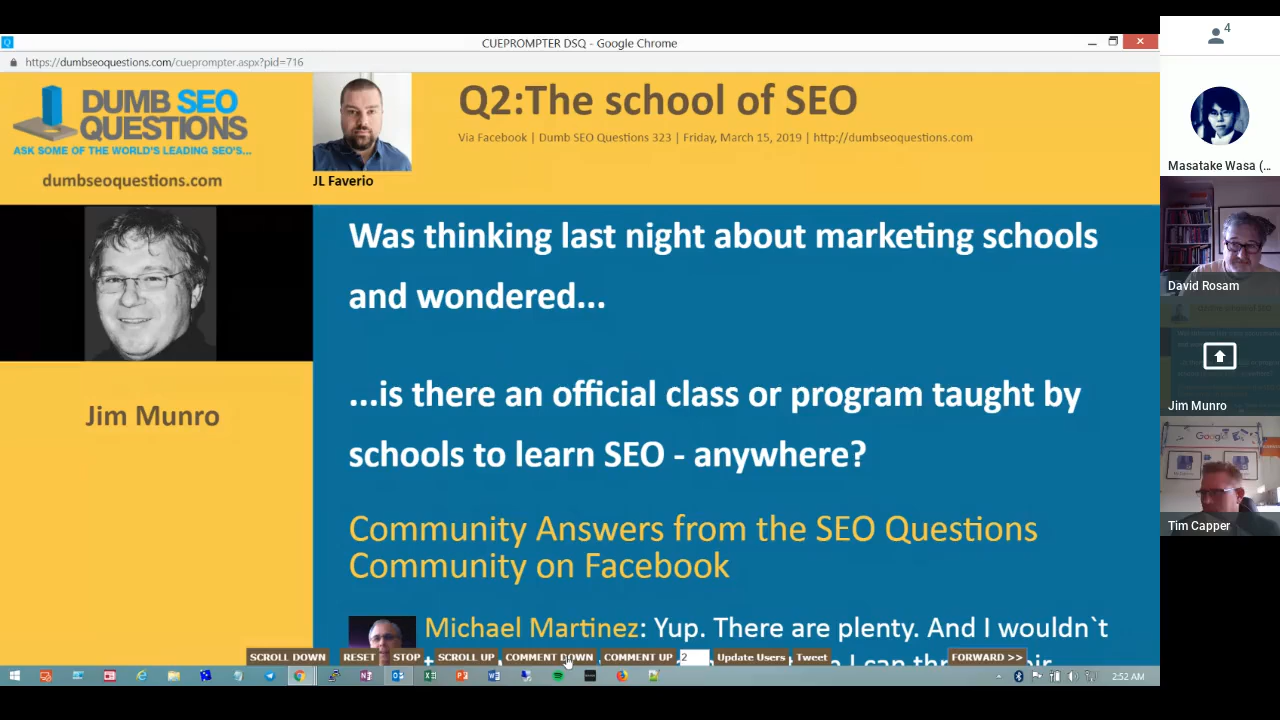 CUEPROMPTER DSQ - Google Chrome
https://dumbseoquestions.com/cueprompter.aspx?pid=716
DUMB SEO
QUESTIONS
ASK SOME OF THE WORLD'S LEADING SEO'S...
dumbseoquestions.com
JL Faverio
Q2:The school of SEO
Via Facebook | Dumb SEO Questions 323 | Friday, March 15, 2019 | http://dumbseoquestions.com
Jim Munro
Was thinking last night about marketing schools
and wondered...
...is there an official class or program taught by
schools to learn SEO - anywhere?
Community Answers from the SEO Questions
Community on Facebook
Michael Martinez: Yup. There are plenty. And I wouldn`t
SCROLL DOWN RESET STOP SCROLL UP COMMENT DOWN COMMENT UP 2 Update Users Tweet FORWARD >>
2:52 AM
4
Masatake Wasa (...
David Rosam
Jim Munro
Google
Tim Capper